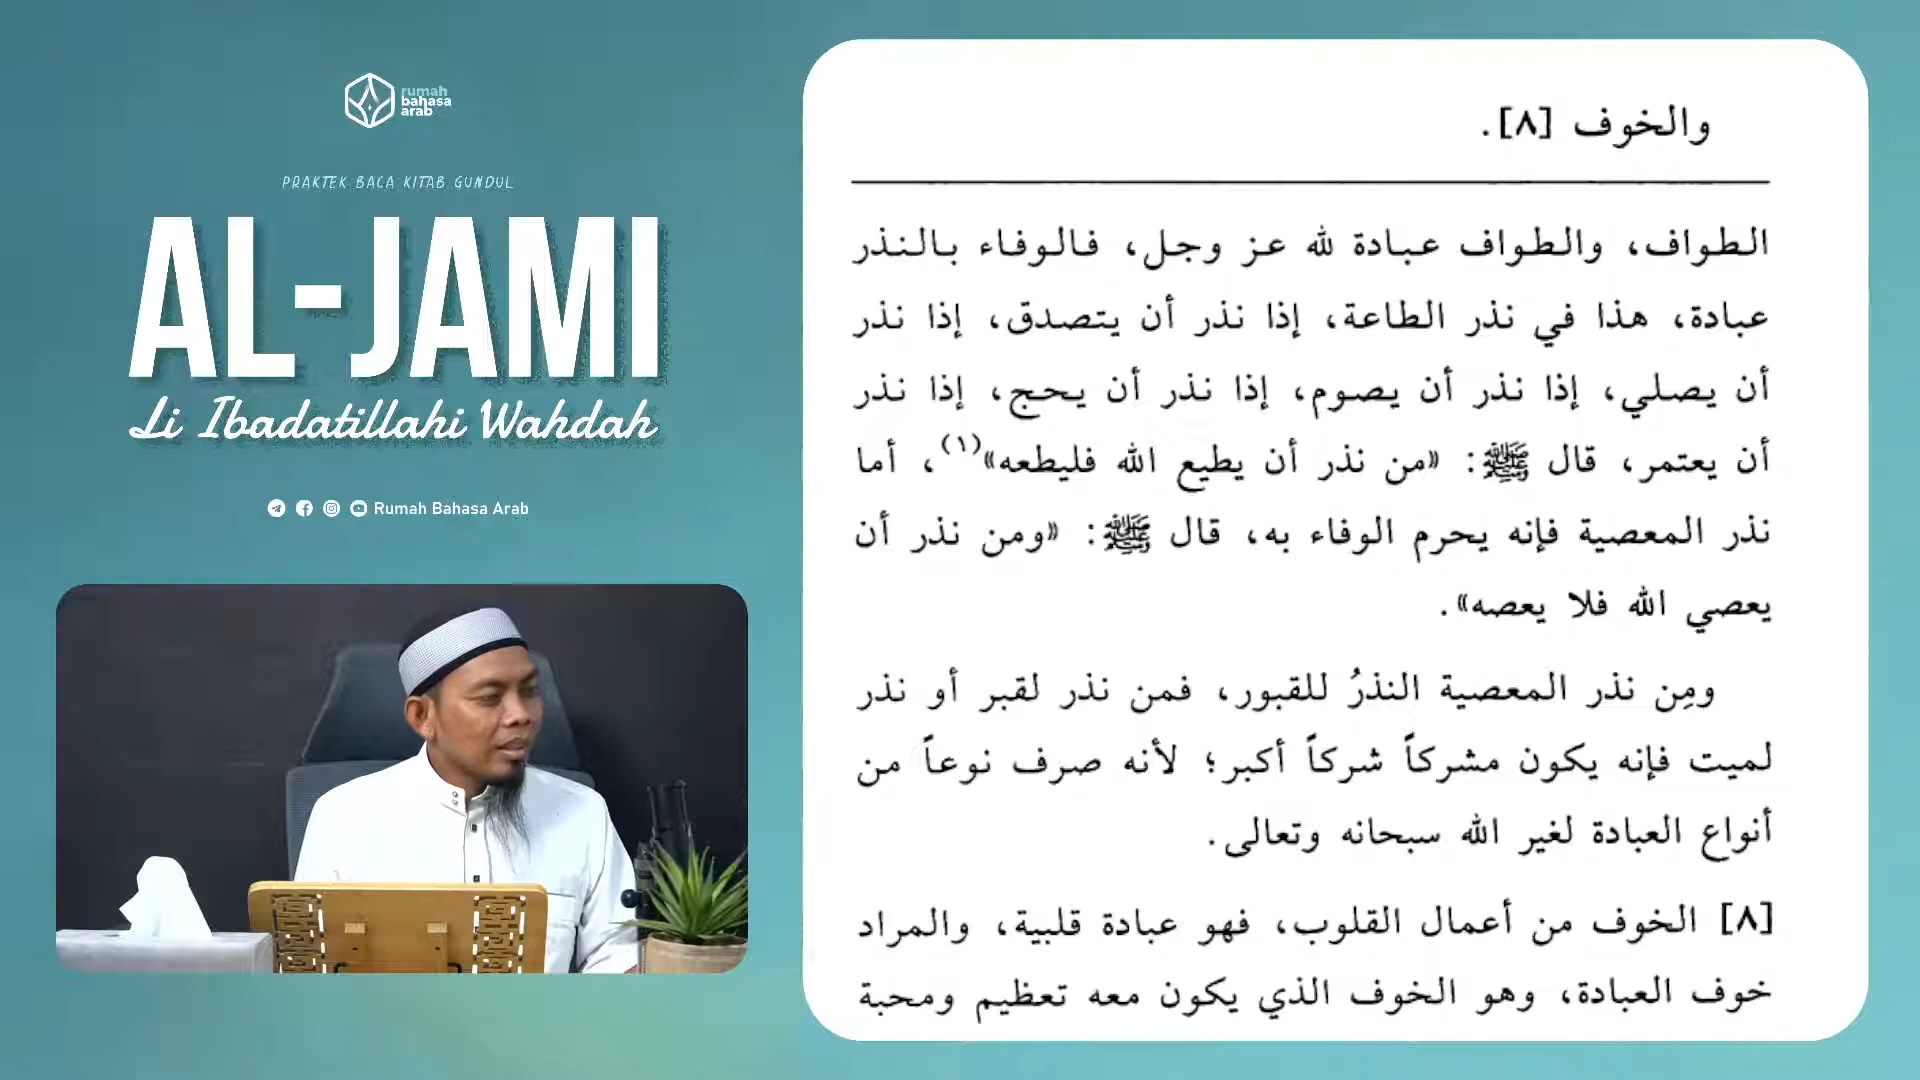 rumah
bahasa
arab
PRAKTEK BACA KITAB GUNDUL
AL-JAMI
Li Ibadatillahi Wahdah
Rumah Bahasa Arab
والخوف [٨].
الطواف، والطواف عبادة لله عز وجل، فالوفاء بالنذر
عبادة، هذا في نذر الطاعة، إذا نذر أن يتصدق، إذا نذر
أن يصلي، إذا نذر أن يصوم، إذا نذر أن يحج، إذا نذر
أن يعتمر، قال ﷺ: «من نذر أن يطيع الله فليطعه»(١)، أما
نذر المعصية فإنه يحرم الوفاء به، قال ﷺ: «ومن نذر أن
يعصي الله فلا يعصه».
ومِن نذر المعصية النذرُ للقبور، فمن نذر لقبر أو نذر
لميت فإنه يكون مشركاً شركاً أكبر؛ لأنه صرف نوعاً من
أنواع العبادة لغير الله سبحانه وتعالى.
[٨] الخوف من أعمال القلوب، فهو عبادة قلبية، والمراد
خوف العبادة، وهو الخوف الذي يكون معه تعظيم ومحبة